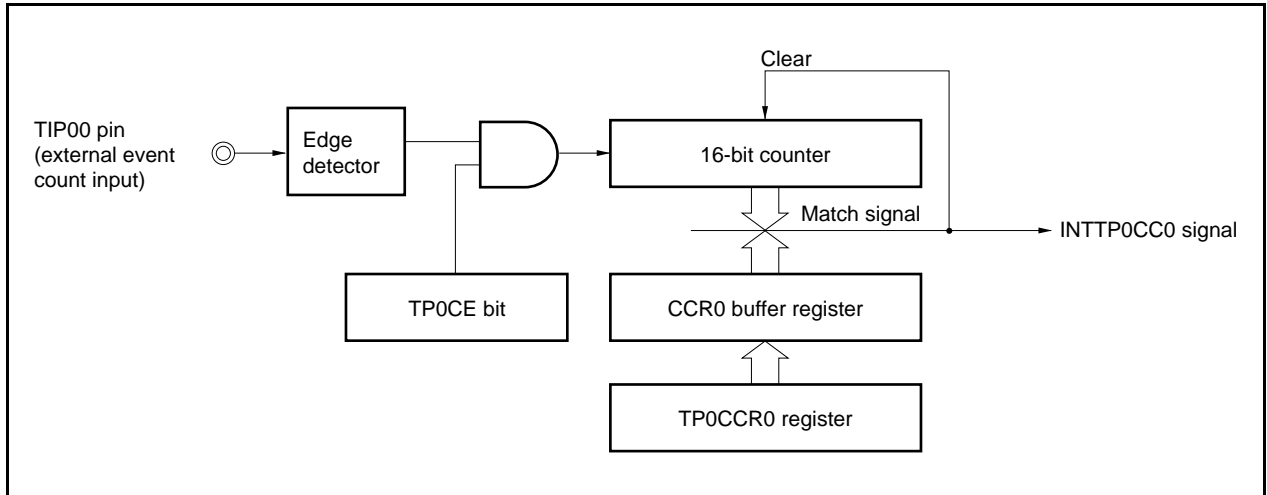 Clear
TIP00 pin
(external event
count input)
Edge
detector
16-bit counter
Match signal
INTTP0CC0 signal
TP0CE bit
CCR0 buffer register
TP0CCR0 register